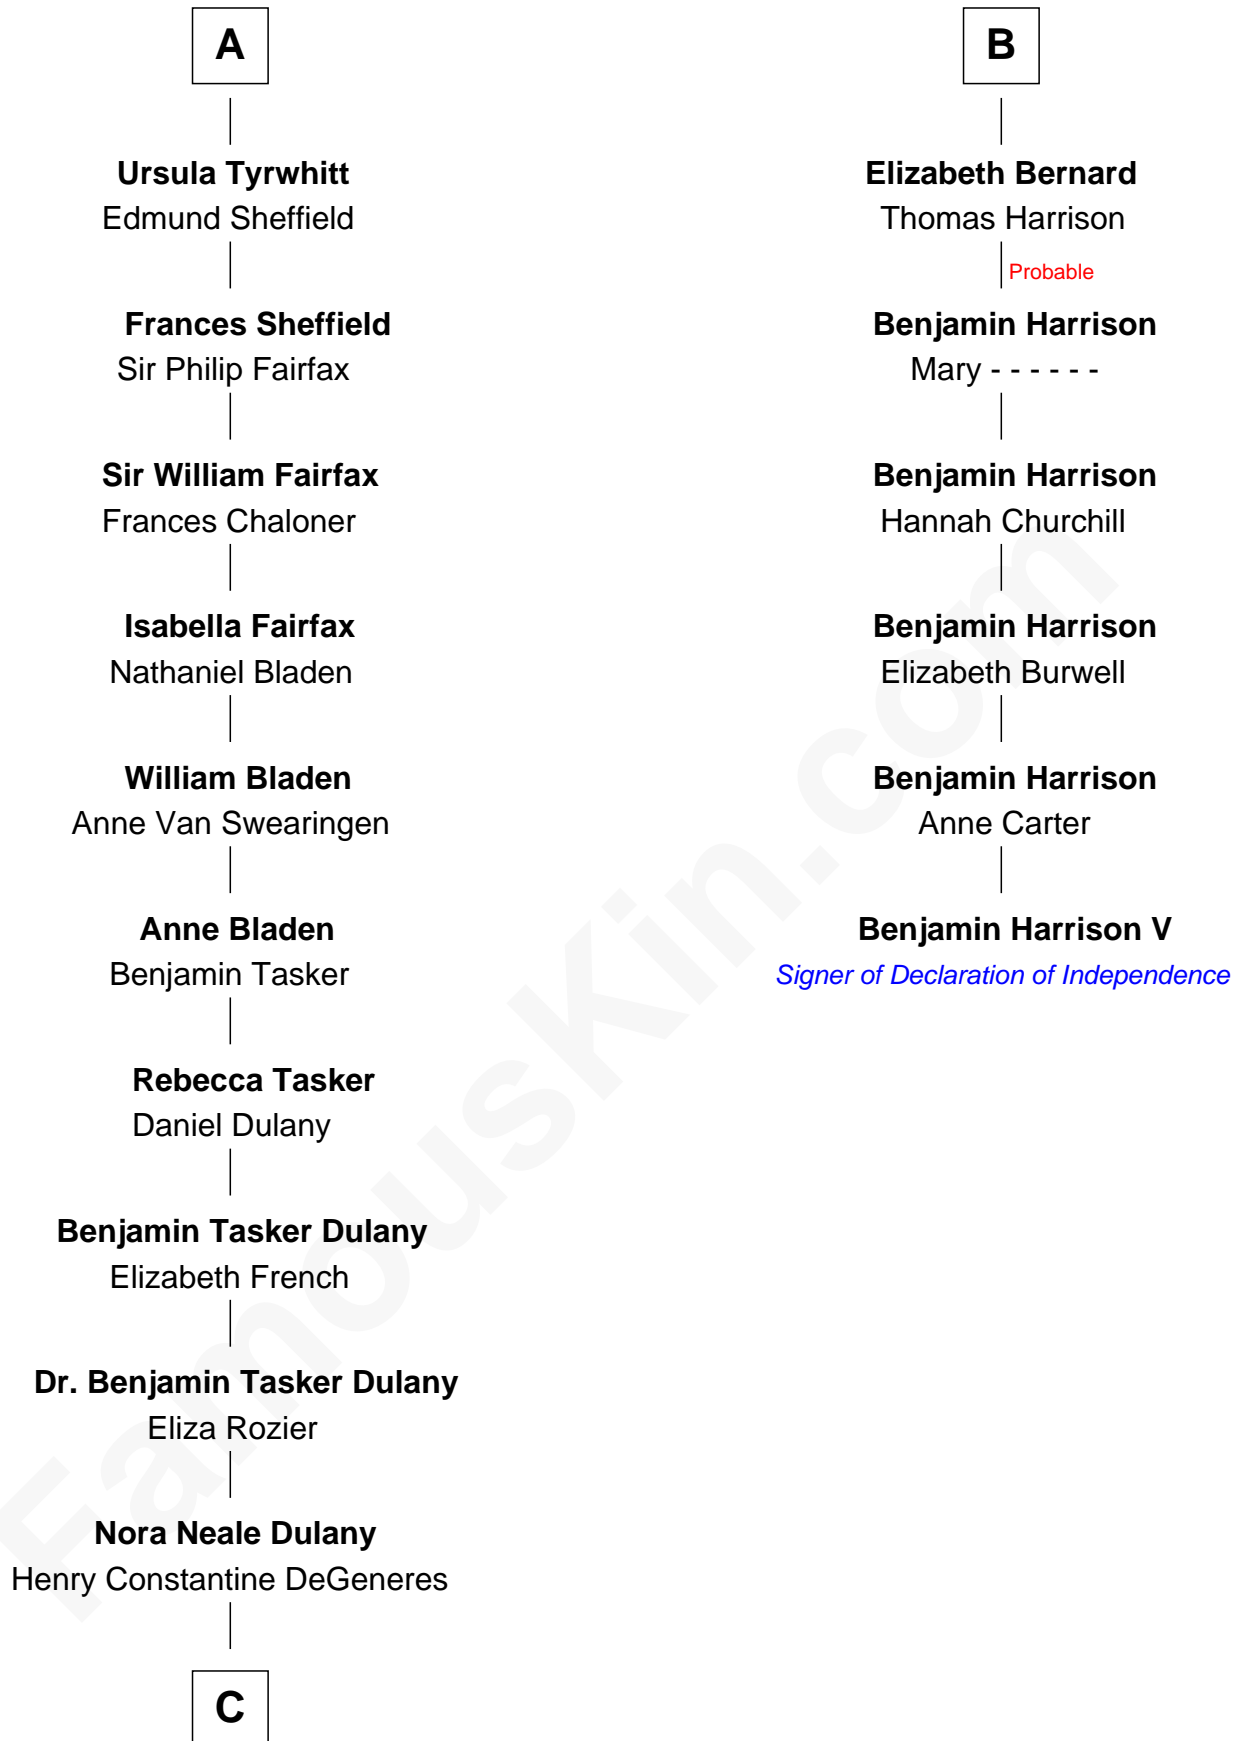 A
Ursula Tyrwhitt
Edmund Sheffield
Frances Sheffield
Sir Philip Fairfax
Sir William Fairfax
Frances Chaloner
Isabella Fairfax
Nathaniel Bladen
William Bladen
Anne Van Swearingen
Anne Bladen
Benjamin Tasker
Rebecca Tasker
Daniel Dulany
Benjamin Tasker Dulany
Elizabeth French
Dr. Benjamin Tasker Dulany
Eliza Rozier
Nora Neale Dulany
Henry Constantine DeGeneres
C
B
Elizabeth Bernard
Thomas Harrison
Probable
Benjamin Harrison
Mary - - - - - -
Benjamin Harrison
Hannah Churchill
Benjamin Harrison
Elizabeth Burwell
Benjamin Harrison
Anne Carter
Benjamin Harrison V
Signer of Declaration of Independence
FamousKin.com